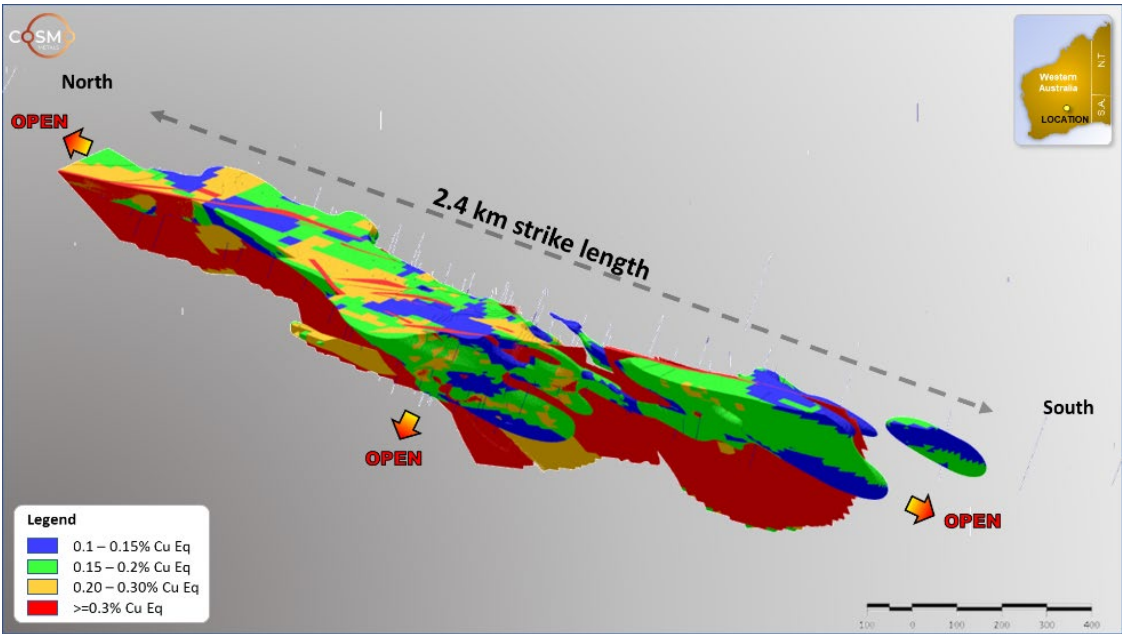 COSMO
METALS
North
OPEN
2.4 km strike length
South
OPEN
OPEN
Western
Australia
N.T
S.A.
LOCATION
Legend
0.1 – 0.15% Cu Eq
0.15 – 0.2% Cu Eq
0.20 – 0.30% Cu Eq
>=0.3% Cu Eq
100 0 100 200 300 400